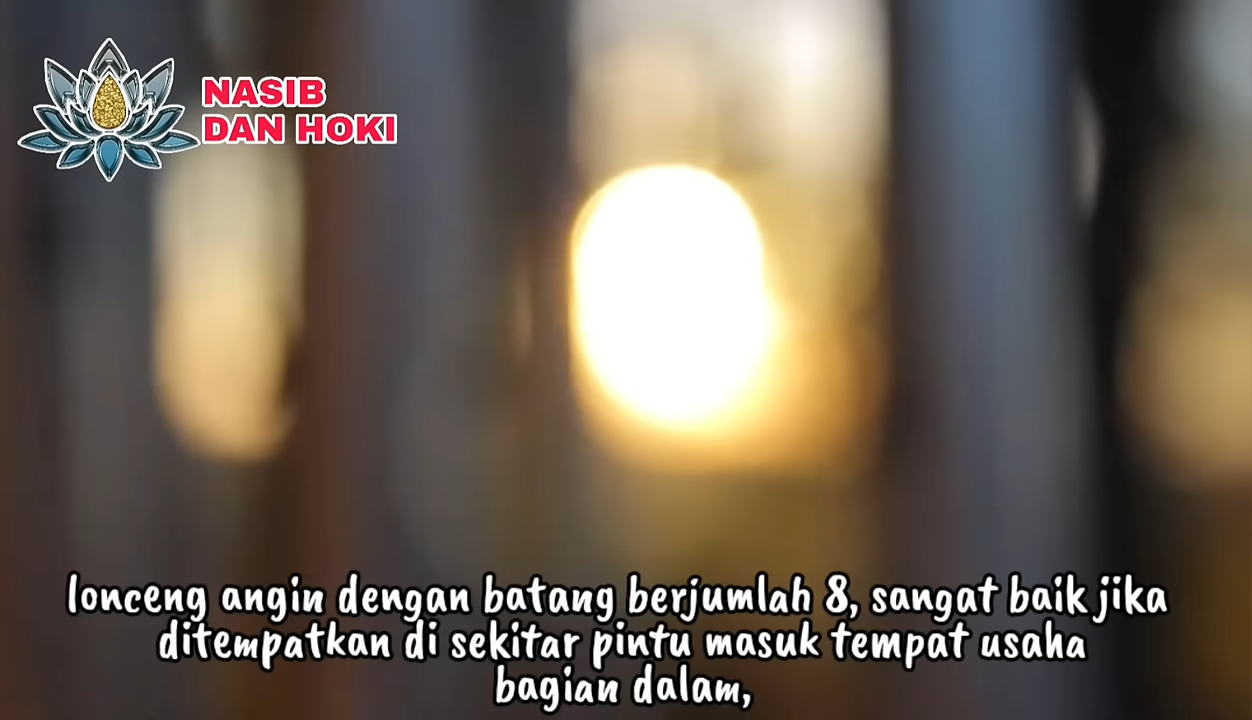 NASIB
DAN HOKI
lonceng angin dengan batang berjumlah 8, sangat baik jika
ditempatkan di sekitar pintu masuk tempat usaha
bagian dalam,